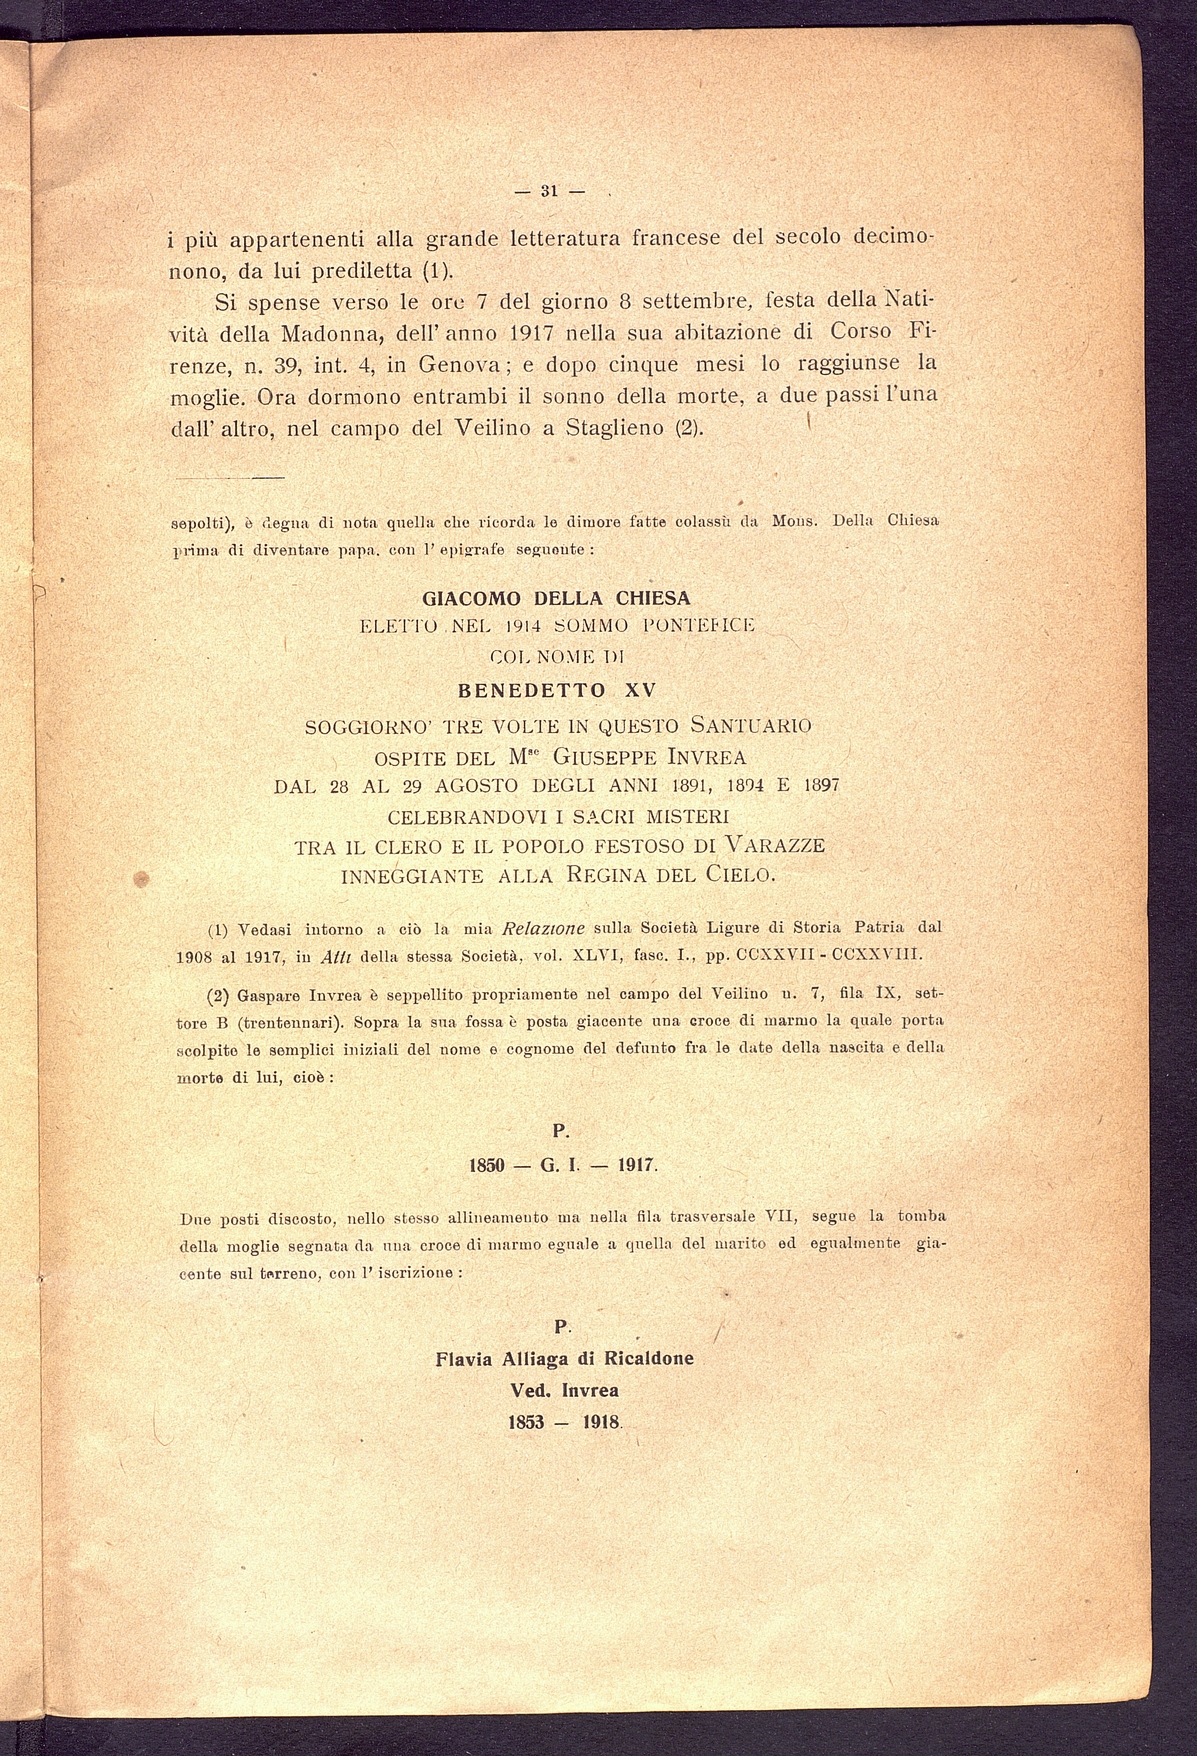 — 31 —
i più appartenenti alla grande letteratura francese del secolo decimo-
nono, da lui prediletta (1).
Si spense verso le ore 7 del giorno 8 settembre, festa della Nati-
vità della Madonna, dell' anno 1917 nella sua abitazione di Corso Fi-
renze, n. 39, int. 4, in Genova; e dopo cinque mesi lo raggiunse la
moglie. Ora dormono entrambi il sonno della morte, a due passi l'una
dall' altro, nel campo del Veilino a Staglieno (2).
sepolti), è degna di nota quella che ricorda le dimore fatte colassù da Mons. Della Chiesa
prima di diventare papa, con l' epigrafe seguente :
GIACOMO DELLA CHIESA
ELETTO NEL 1914 SOMMO PONTEFICE
COL NOME DI
BENEDETTO XV
SOGGIORNO' TRE VOLTE IN QUESTO SANTUARIO
OSPITE DEL Mse GIUSEPPE INVREA
DAL 28 AL 29 AGOSTO DEGLI ANNI 1891, 1894 E 1897
CELEBRANDOVI I SACRI MISTERI
TRA IL CLERO E IL POPOLO FESTOSO DI VARAZZE
INNEGGIANTE ALLA REGINA DEL CIELO.
(1) Vedasi intorno a ciò la mia Relazione sulla Società Ligure di Storia Patria dal
1908 al 1917, in Atti della stessa Società, vol. XLVI, fasc. I., pp. CCXXVII - CCXXVIII.
(2) Gaspare Invrea è seppellito propriamente nel campo del Veilino n. 7, fila IX, set-
tore B (trentennari). Sopra la sua fossa è posta giacente una croce di marmo la quale porta
scolpite le semplici iniziali del nome e cognome del defunto fra le date della nascita e della
morte di lui, cioè :
P.
1850 — G. I. — 1917.
Due posti discosto, nello stesso allineamento ma nella fila trasversale VII, segue la tomba
della moglie segnata da una croce di marmo eguale a quella del marito ed egualmente gia-
cente sul terreno, con l' iscrizione :
P.
Flavia Alliaga di Ricaldone
Ved. Invrea
1853 — 1918.